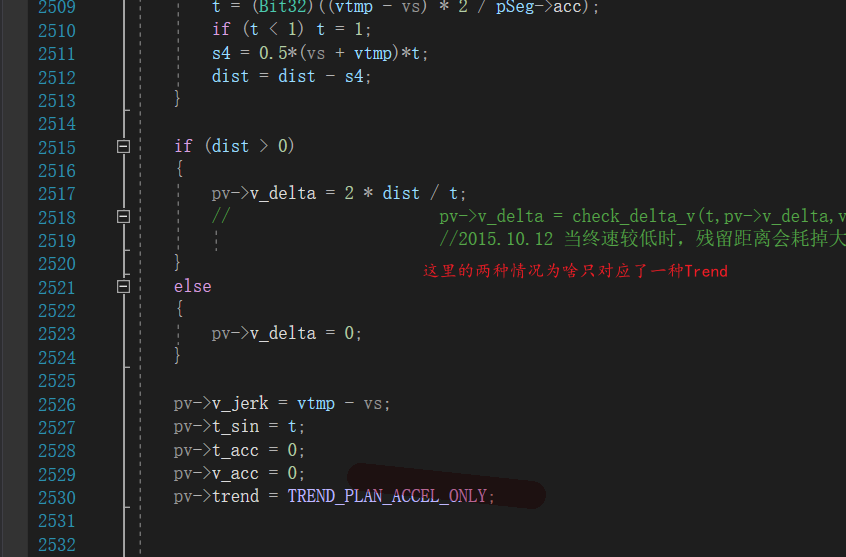 2509 t = (Bit32)((vtmp - vs) * 2 / pSeg->acc);
2510 if (t < 1) t = 1;
2511 s4 = 0.5*(vs + vtmp)*t;
2512 dist = dist - s4;
2513 }
2514
2515 if (dist > 0)
2516 {
2517 pv->v_delta = 2 * dist / t;
2518 // pv->v_delta = check_delta_v(t,pv->v_delta,v
2519 //2015.10.12 当终速较低时，残留距离会耗掉大
2520 }
这里的两种情况为啥只对应了一种Trend
2521 else
2522 {
2523 pv->v_delta = 0;
2524 }
2525
2526 pv->v_jerk = vtmp - vs;
2527 pv->t_sin = t;
2528 pv->t_acc = 0;
2529 pv->v_acc = 0;
2530 pv->trend = TREND_PLAN_ACCEL_ONLY;
2531
2532